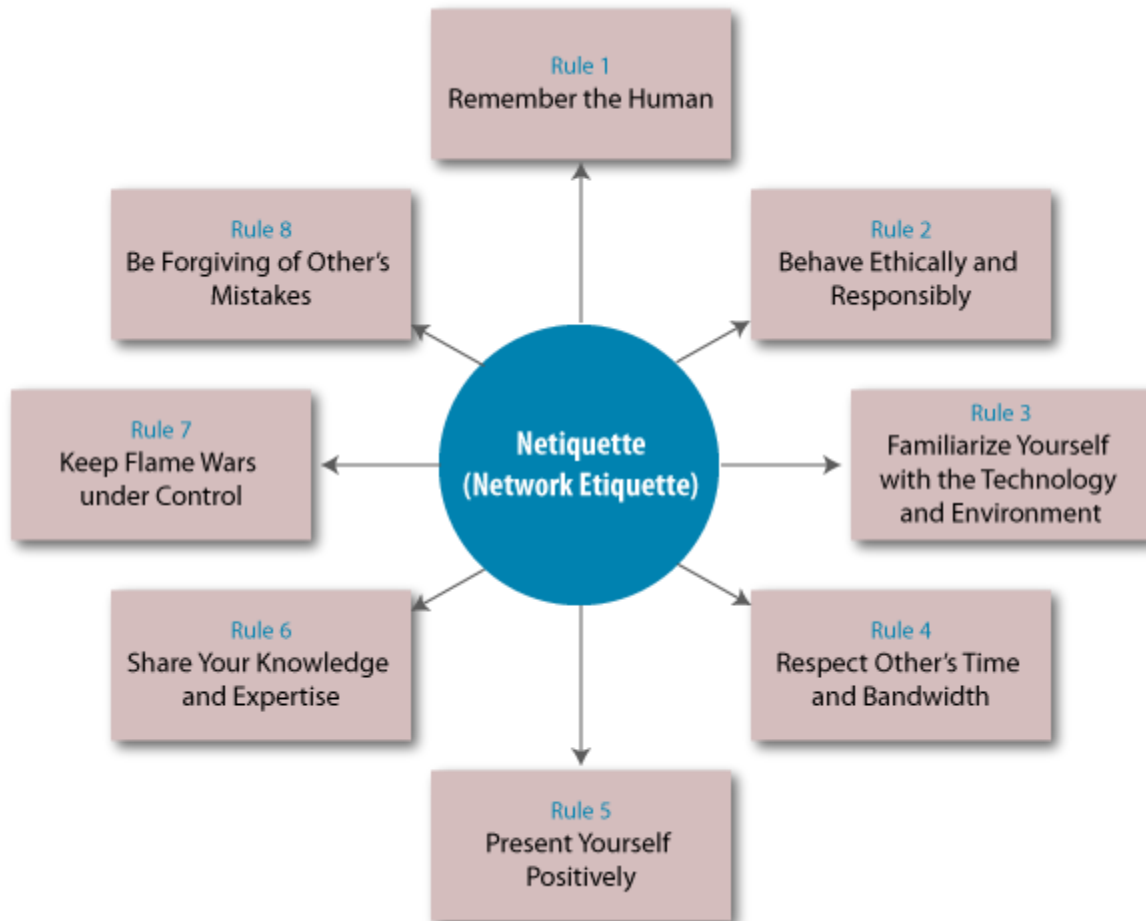 Rule 1
Remember the Human
Rule 8
Be Forgiving of Other‘s
Mistakes
Rule 2
Behave Ethically and
Responsibly
Rule 7
Keep Flame Wars
under Control
Netiquette
(Network Etiquette)
Rule 3
Familiarize Yourself
with the Technology
and Environment
Rule 6
Share Your Knowledge
and Expertise
Rule 4
Respect Other’s Time
and Bandwidth
Rule 5
Present Yourself
Positively